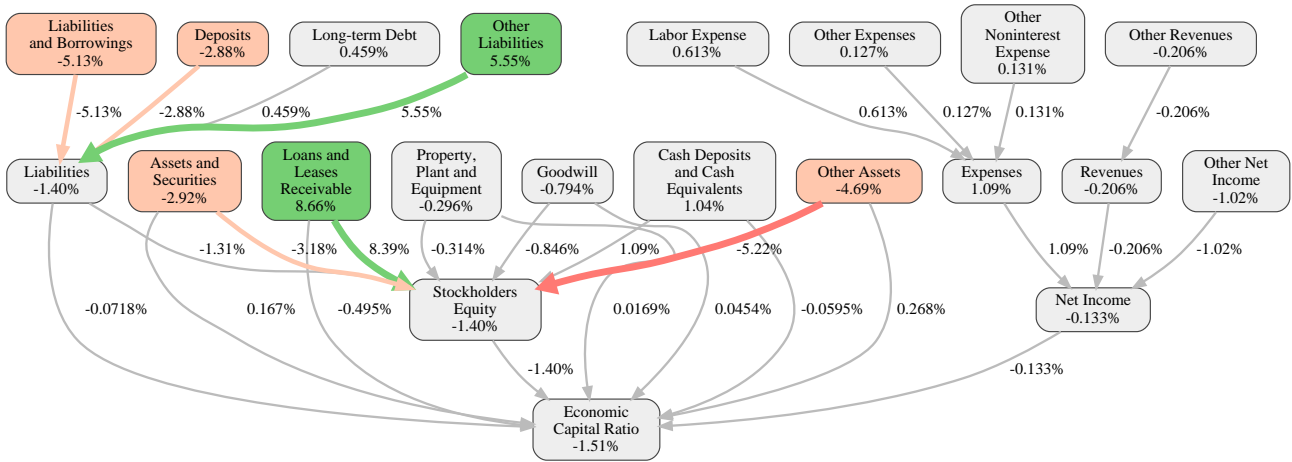 Liabilities
and Borrowings
-5.13%
Deposits
-2.88%
Long-term Debt
0.459%
Other
Liabilities
5.55%
Labor Expense
0.613%
Other Expenses
0.127%
Other
Noninterest
Expense
0.131%
Other Revenues
-0.206%
-5.13%
-2.88%
0.459%
5.55%
0.613%
0.127%
0.131%
-0.206%
Liabilities
-1.40%
Assets and
Securities
-2.92%
Loans and
Leases
Receivable
8.66%
Property,
Plant and
Equipment
-0.296%
Goodwill
-0.794%
Cash Deposits
and Cash
Equivalents
1.04%
Other Assets
-4.69%
Expenses
1.09%
Revenues
-0.206%
Other Net
Income
-1.02%
-1.31%
-3.18%
8.39%
-0.314%
-0.846%
1.09%
-5.22%
1.09%
-0.206%
-1.02%
-0.0718%
0.167%
-0.495%
Stockholders
Equity
-1.40%
0.0169%
0.0454%
-0.0595%
0.268%
Net Income
-0.133%
-1.40%
-0.133%
Economic
Capital Ratio
-1.51%